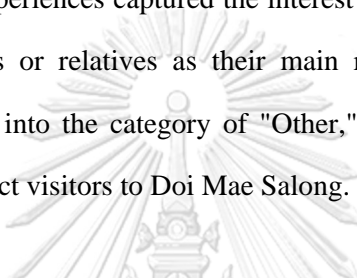 periences captured the interest
s or relatives as their main r
into the category of "Other,"
ct visitors to Doi Mae Salong.